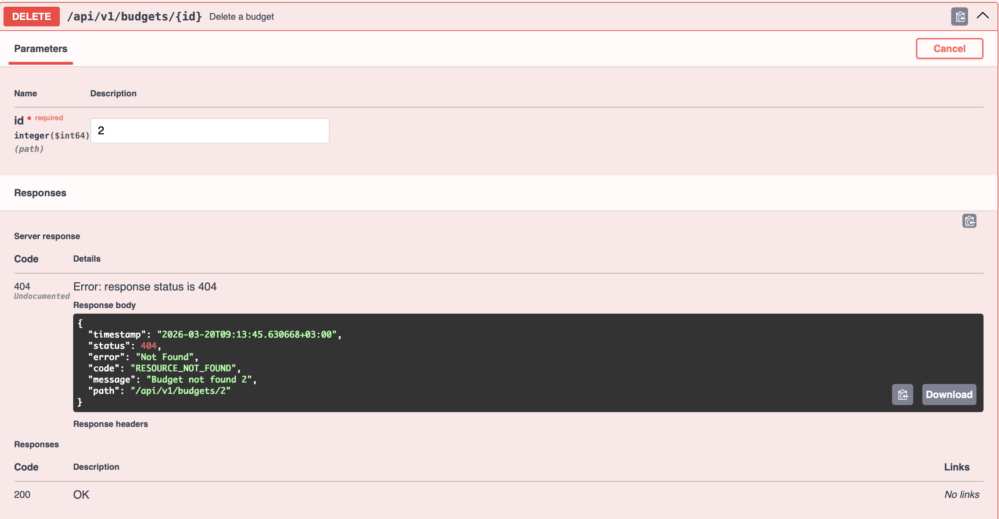 DELETE /api/v1/budgets/{id} Delete a budget
Parameters
Cancel
Name Description
id * required
integer($int64)
(path)
2
Responses
Server response
Code Details
404
Undocumented
Error: response status is 404
Response body
{
  "timestamp": "2026-03-20T09:13:45.630668+03:00",
  "status": 404,
  "error": "Not Found",
  "code": "RESOURCE_NOT_FOUND",
  "message": "Budget not found 2",
  "path": "/api/v1/budgets/2"
}
Download
Response headers
Responses
Code Description Links
200 OK No links